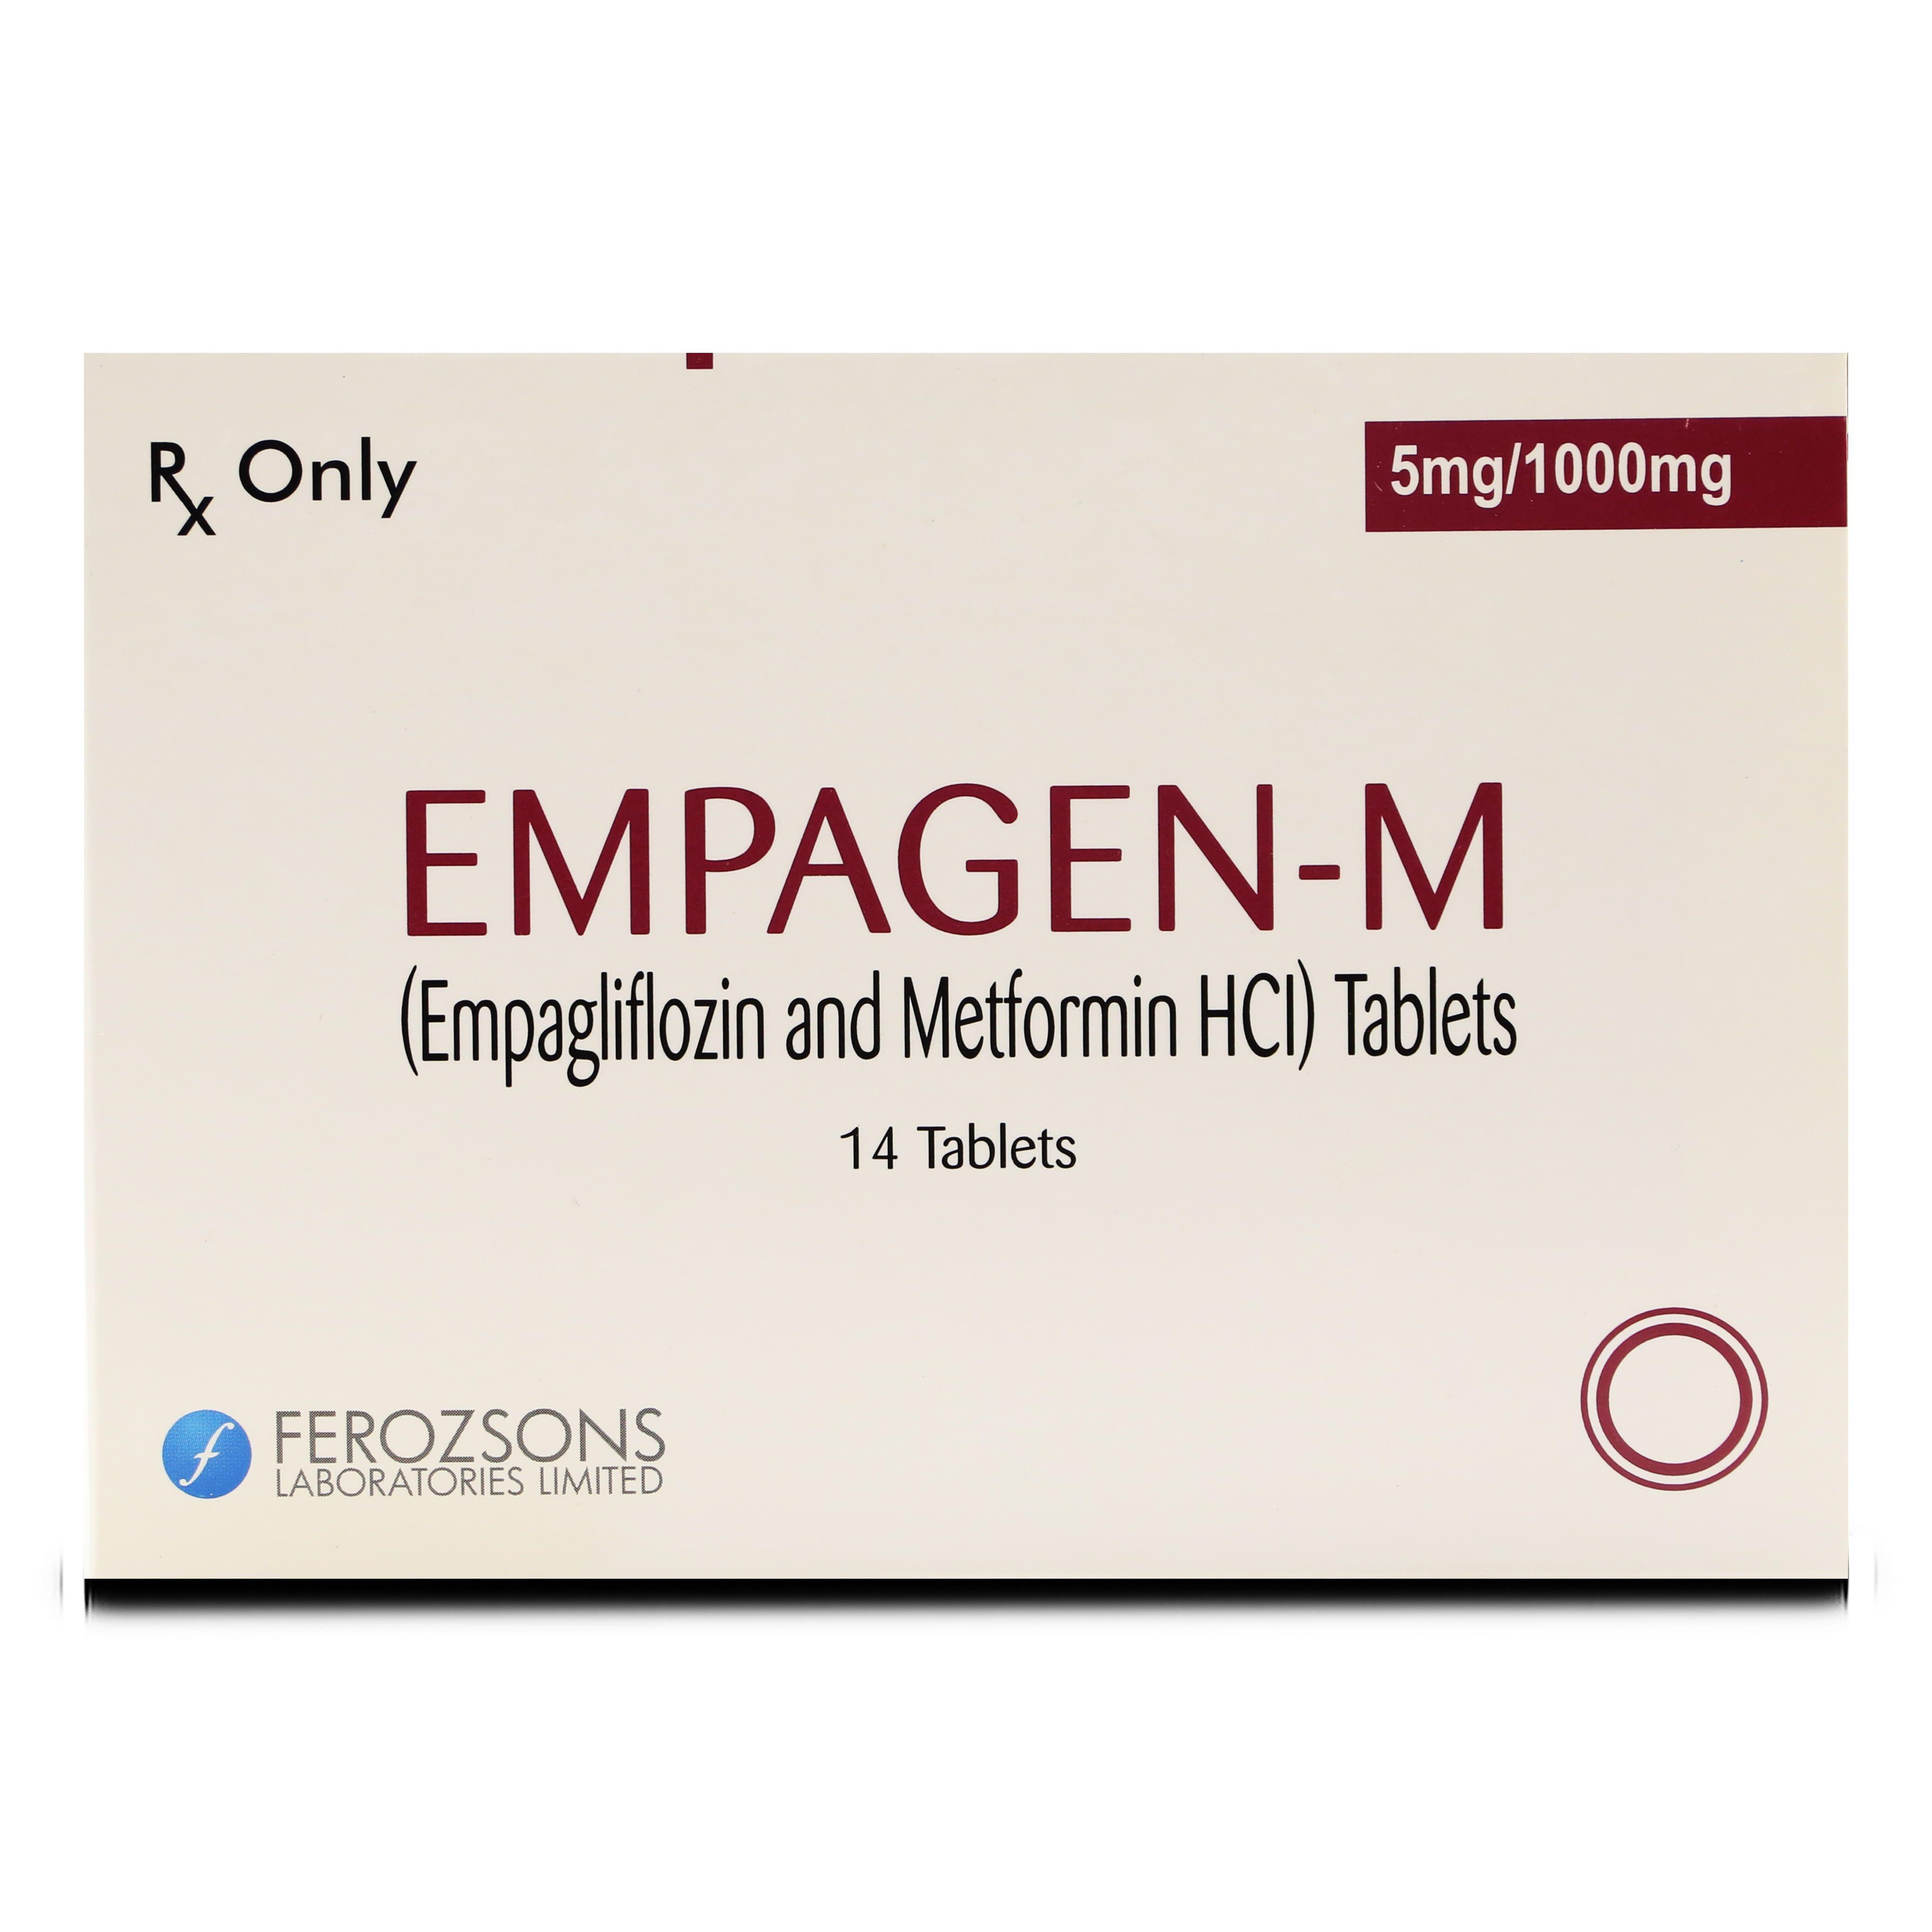 Rx Only
5mg/1000mg
EMPAGEN-M
(Empagliflozin and Metformin HCl) Tablets
14 Tablets
f
FEROZSONS
LABORATORIES LIMITED